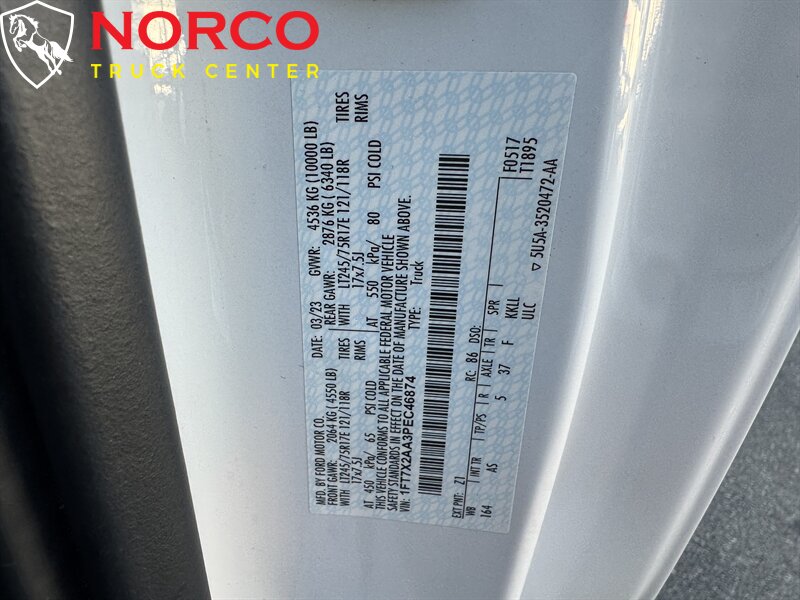 NORCO
TRUCK CENTER
MFD. BY FORD MOTOR CO.
DATE: 03/23 GVWR: 4536 KG (10000 LB)
FRONT GAWR: 2064 KG (4550 LB) REAR GAWR: 2876 KG ( 6340 LB)
WITH LT245/75R17E 121/118R TIRES WITH LT245/75R17E 121/118R TIRES
17x7.5J RIMS 17x7.5J RIMS
AT 450 kPa/ 65 PSI COLD AT 550 kPa/ 80 PSI COLD
THIS VEHICLE CONFORMS TO ALL APPLICABLE FEDERAL MOTOR VEHICLE
SAFETY STANDARDS IN EFFECT ON THE DATE OF MANUFACTURE SHOWN ABOVE.
VIN: 1FT7X2AA3PEC46874 TYPE: Truck
F0517
T1895
EXT PNT: Z1 RC: 86 DSO:
WB INT TR TP/PS R AXLE TR SPR
164 AS 5 37 F KKLL
ULC
▽ 5U5A-3520472-AA